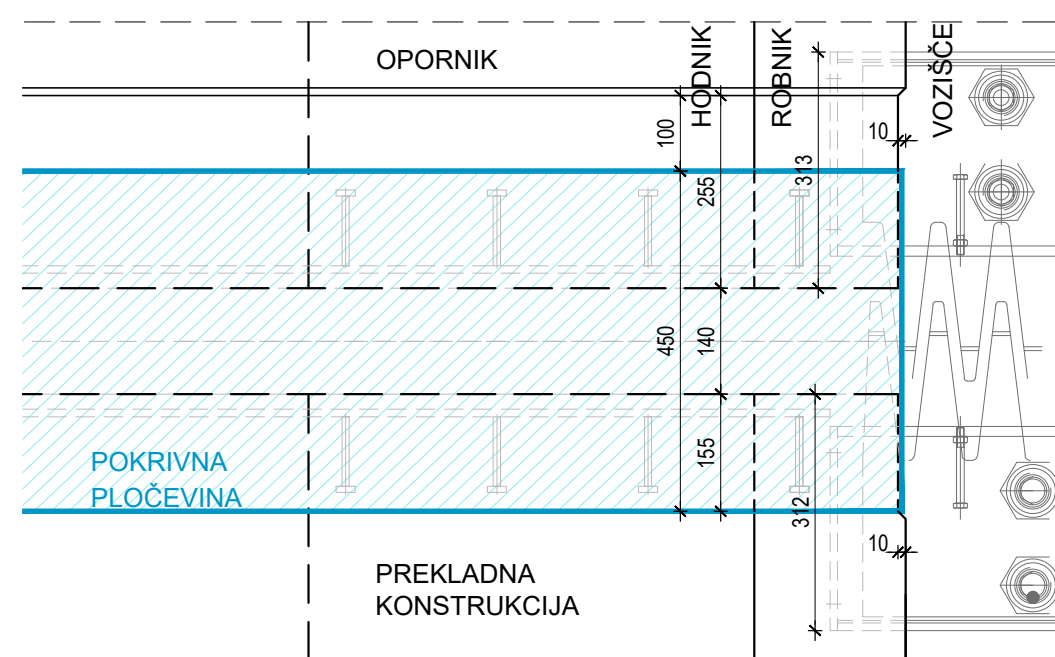 OPORNIK
HODNIK
ROBNIK
VOZIŠČE
100
255
313
10
450
140
155
312
10
POKRIVNA
PLOČEVINA
PREKLADNA
KONSTRUKCIJA